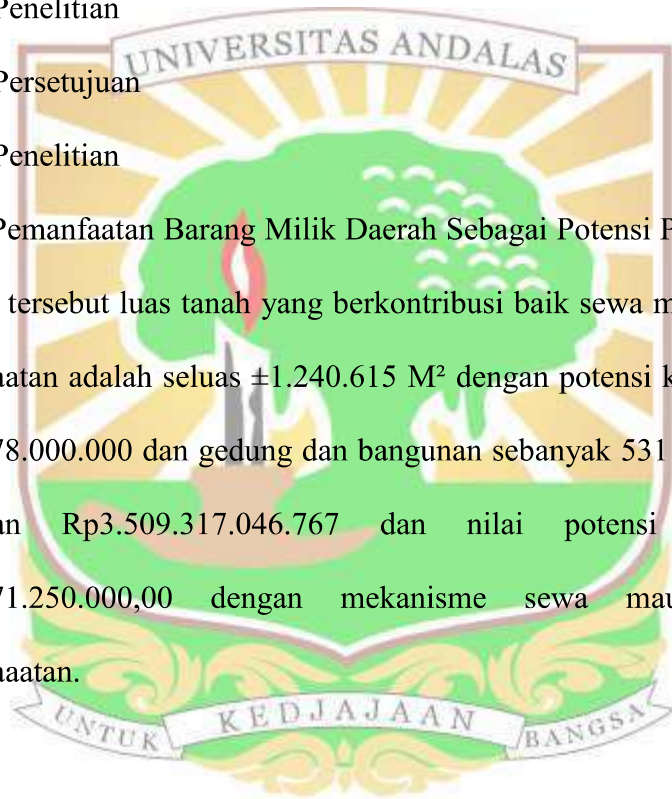 Penelitian
UNIVERSITAS ANDALAS
Persetujuan
Penelitian
Pemanfaatan Barang Milik Daerah Sebagai Potensi
tersebut luas tanah yang berkontribusi baik sewa
adalah seluas ±1.240.615 M² dengan potensi
78.000.000 dan gedung dan bangunan sebanyak 531
Rp3.509.317.046.767 dan nilai potensi
71.250.000,00 dengan mekanisme sewa
UNTUK KEDJAJAAN BANGSA